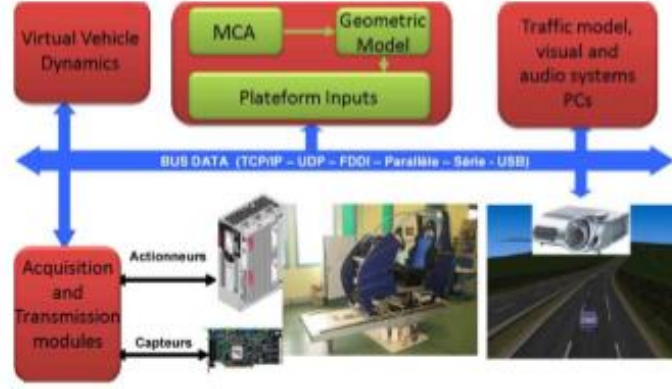 Virtual Vehicle
Dynamics
MCA
Geometric
Model
Plateform Inputs
Traffic model,
visual and
audio systems
PCs
BUS DATA (TCP/IP – UDP – FDDI – Parallèle – Série - USB)
Acquisition
and
Transmission
modules
Actionneurs
Capteurs